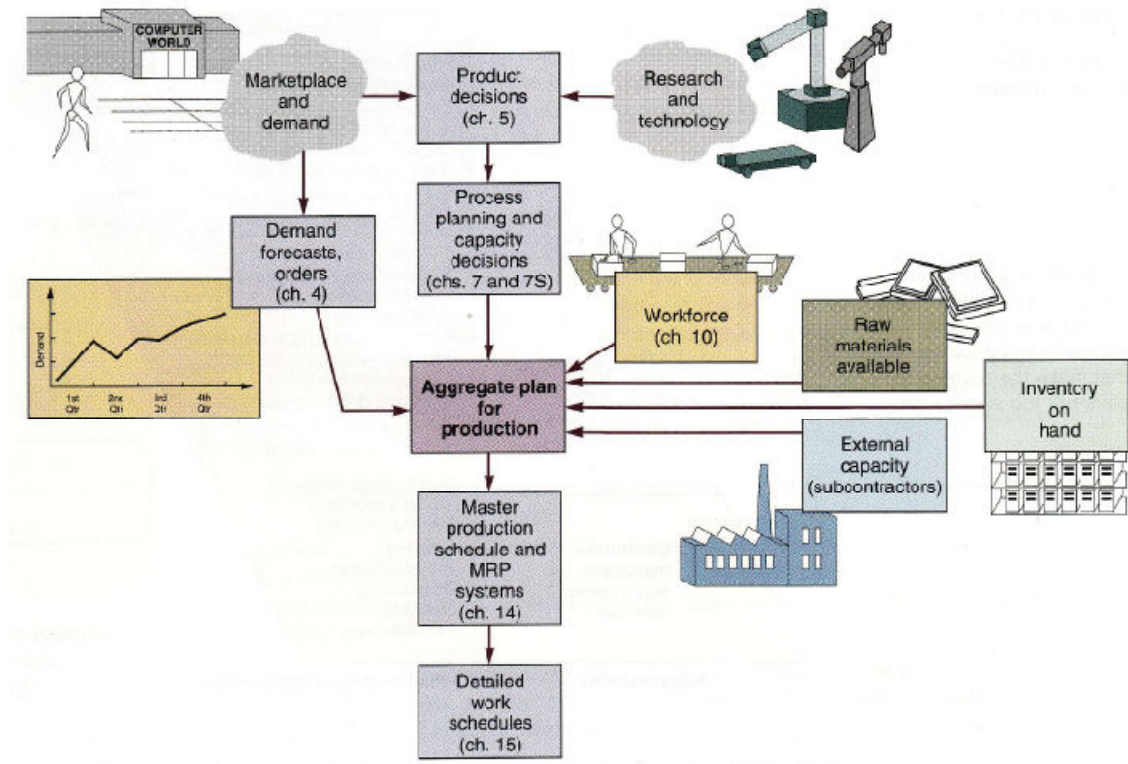 COMPUTER
WORLD
Marketplace
and
demand
Product
decisions
(ch. 5)
Research
and
technology
Demand
forecasts,
orders
(ch. 4)
Process
planning and
capacity
decisions
(chs. 7 and 7S)
Workforce
(ch 10)
Raw
materials
available
Inventory
on
hand
External
capacity
(subcontractors)
Demand
1st
Qtr
2nd
Qtr
3rd
Qtr
4th
Qtr
Aggregate plan
for
production
Master
production
schedule and
MRP
systems
(ch. 14)
Detailed
work
schedules
(ch. 15)